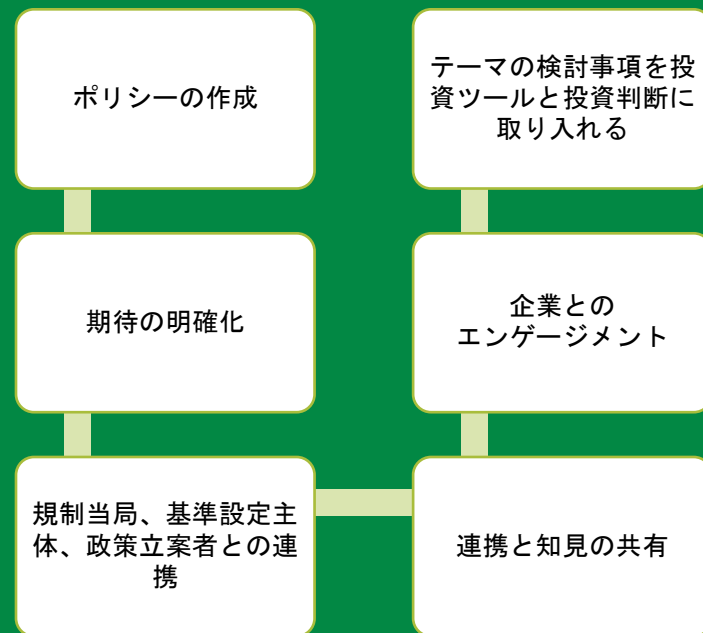 ポリシーの作成
期待の明確化
規制当局、基準設定主
体、政策立案者との連
携
連携と知見の共有
企業との
エンゲージメント
テーマの検討事項を投
資ツールと投資判断に
取り入れる